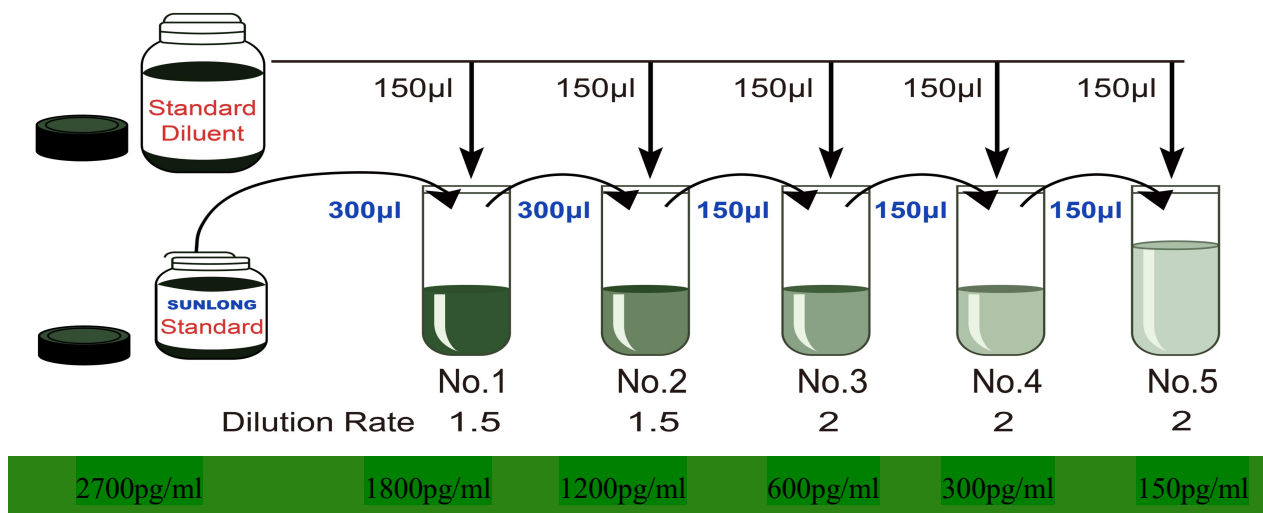 150µl 150µl 150µl 150µl 150µl
Standard
Diluent
300µl 300µl 150µl 150µl 150µl
SUNLONG
Standard
No.1 No.2 No.3 No.4 No.5
Dilution Rate 1.5 1.5 2 2 2
2700pg/ml 1800pg/ml 1200pg/ml 600pg/ml 300pg/ml 150pg/ml